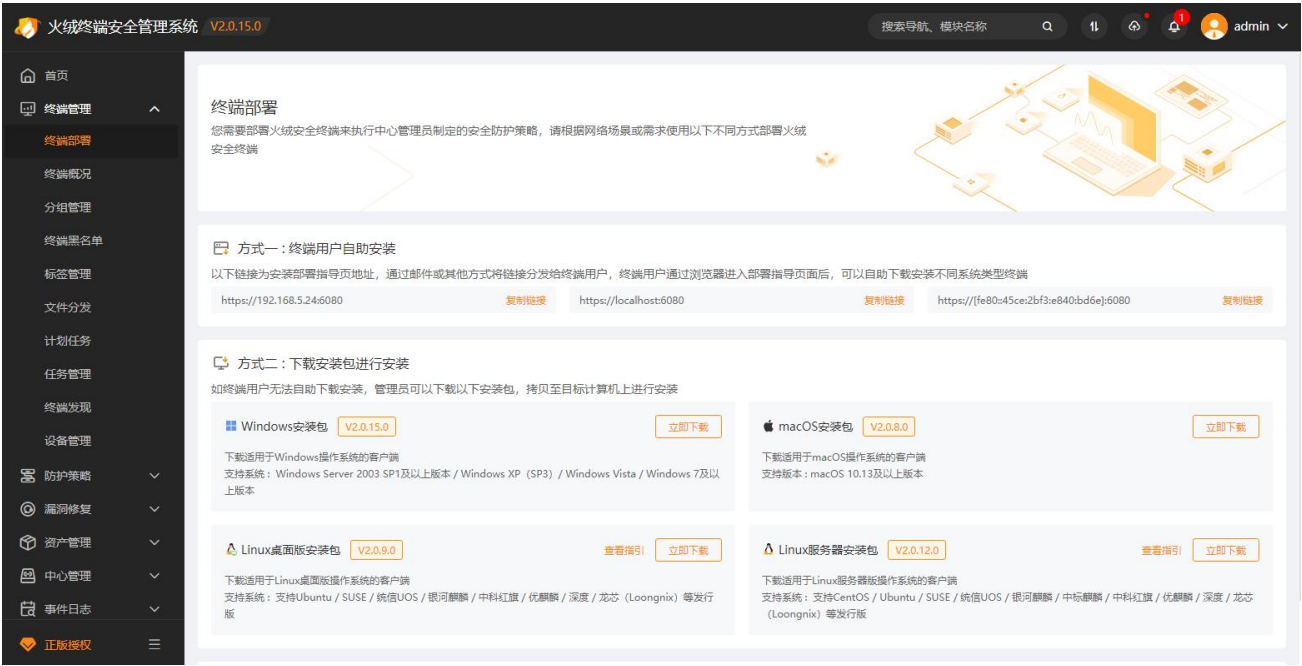 火绒终端安全管理系统 V2.0.15.0
搜索导航、模块名称
1
admin
首页
终端管理
终端部署
终端概况
分组管理
终端黑名单
标签管理
文件分发
计划任务
任务管理
终端发现
设备管理
防护策略
漏洞修复
资产管理
中心管理
事件日志
正版授权
终端部署
您需要部署火绒安全终端来执行中心管理员制定的安全防护策略，请根据网络场景或需求使用以下不同方式部署火绒
安全终端
方式一：终端用户自助安装
以下链接为安装部署指导页地址，通过邮件或其他方式将链接分发给终端用户，终端用户通过浏览器进入部署指导页面后，可以自助下载安装不同系统类型终端
https://192.168.5.24:6080 复制链接
https://localhost:6080 复制链接
https://[fe80::45ce:2bf3:e840:bd6e]:6080 复制链接
方式二：下载安装包进行安装
如终端用户无法自助下载安装，管理员可以下载以下安装包，拷贝至目标计算机上进行安装
Windows安装包 V2.0.15.0 立即下载
下载适用于Windows操作系统的客户端
支持系统：Windows Server 2003 SP1及以上版本 / Windows XP（SP3）/ Windows Vista / Windows 7及以
上版本
macOS安装包 V2.0.8.0 立即下载
下载适用于macOS操作系统的客户端
支持版本：macOS 10.13及以上版本
Linux桌面版安装包 V2.0.9.0 查看指引 立即下载
下载适用于Linux桌面版操作系统的客户端
支持系统：支持Ubuntu / SUSE / 统信UOS / 银河麒麟 / 中科红旗 / 优麒麟 / 深度 / 龙芯（Loongnix）等发行
版
Linux服务器安装包 V2.0.12.0 查看指引 立即下载
下载适用于Linux服务器版操作系统的客户端
支持系统：支持CentOS / Ubuntu / SUSE / 统信UOS / 银河麒麟 / 中标麒麟 / 中科红旗 / 优麒麟 / 深度 / 龙芯
（Loongnix）等发行版